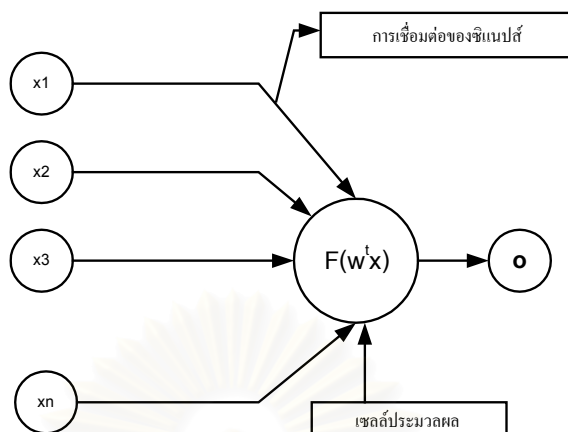 การเชื่อมต่อของซิแนปส์
x1
x2
x3
F(wᵗx)
o
xn
เซลล์ประมวลผล